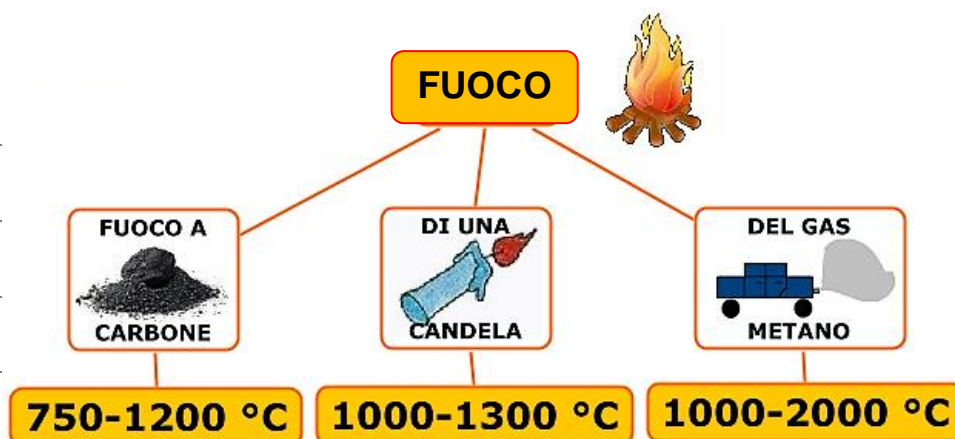 FUOCO
FUOCO A
CARBONE
DI UNA
CANDELA
DEL GAS
METANO
750-1200 °C
1000-1300 °C
1000-2000 °C